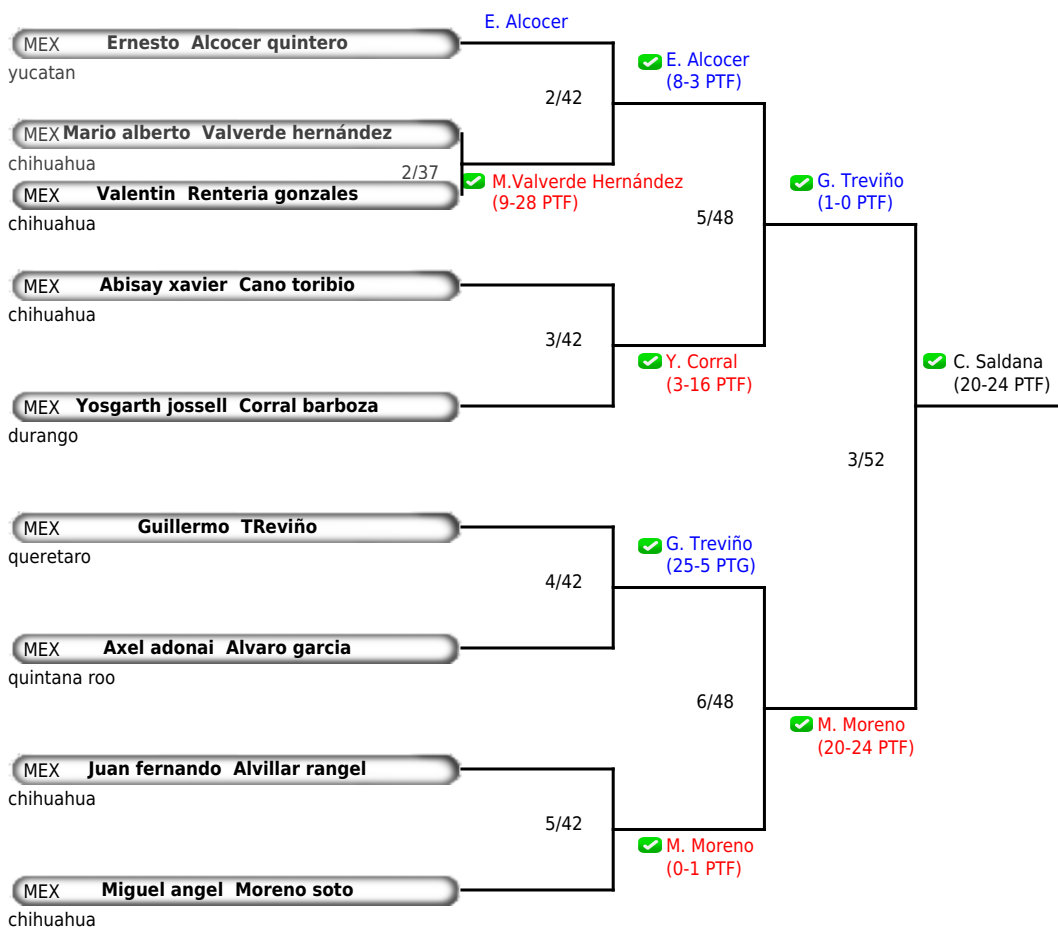 E. Alcocer
MEX Ernesto Alcocer quintero
yucatan
E. Alcocer
(8-3 PTF)
2/42
MEX Mario alberto Valverde hernández
chihuahua
2/37
M.Valverde Hernández
(9-28 PTF)
MEX Valentin Renteria gonzales
chihuahua
G. Treviño
(1-0 PTF)
5/48
MEX Abisay xavier Cano toribio
chihuahua
3/42
Y. Corral
(3-16 PTF)
C. Saldana
(20-24 PTF)
MEX Yosgarth jossell Corral barboza
durango
3/52
MEX Guillermo TReviño
queretaro
G. Treviño
(25-5 PTG)
4/42
MEX Axel adonai Alvaro garcia
quintana roo
6/48
M. Moreno
(20-24 PTF)
MEX Juan fernando Alvillar rangel
chihuahua
5/42
M. Moreno
(0-1 PTF)
MEX Miguel angel Moreno soto
chihuahua